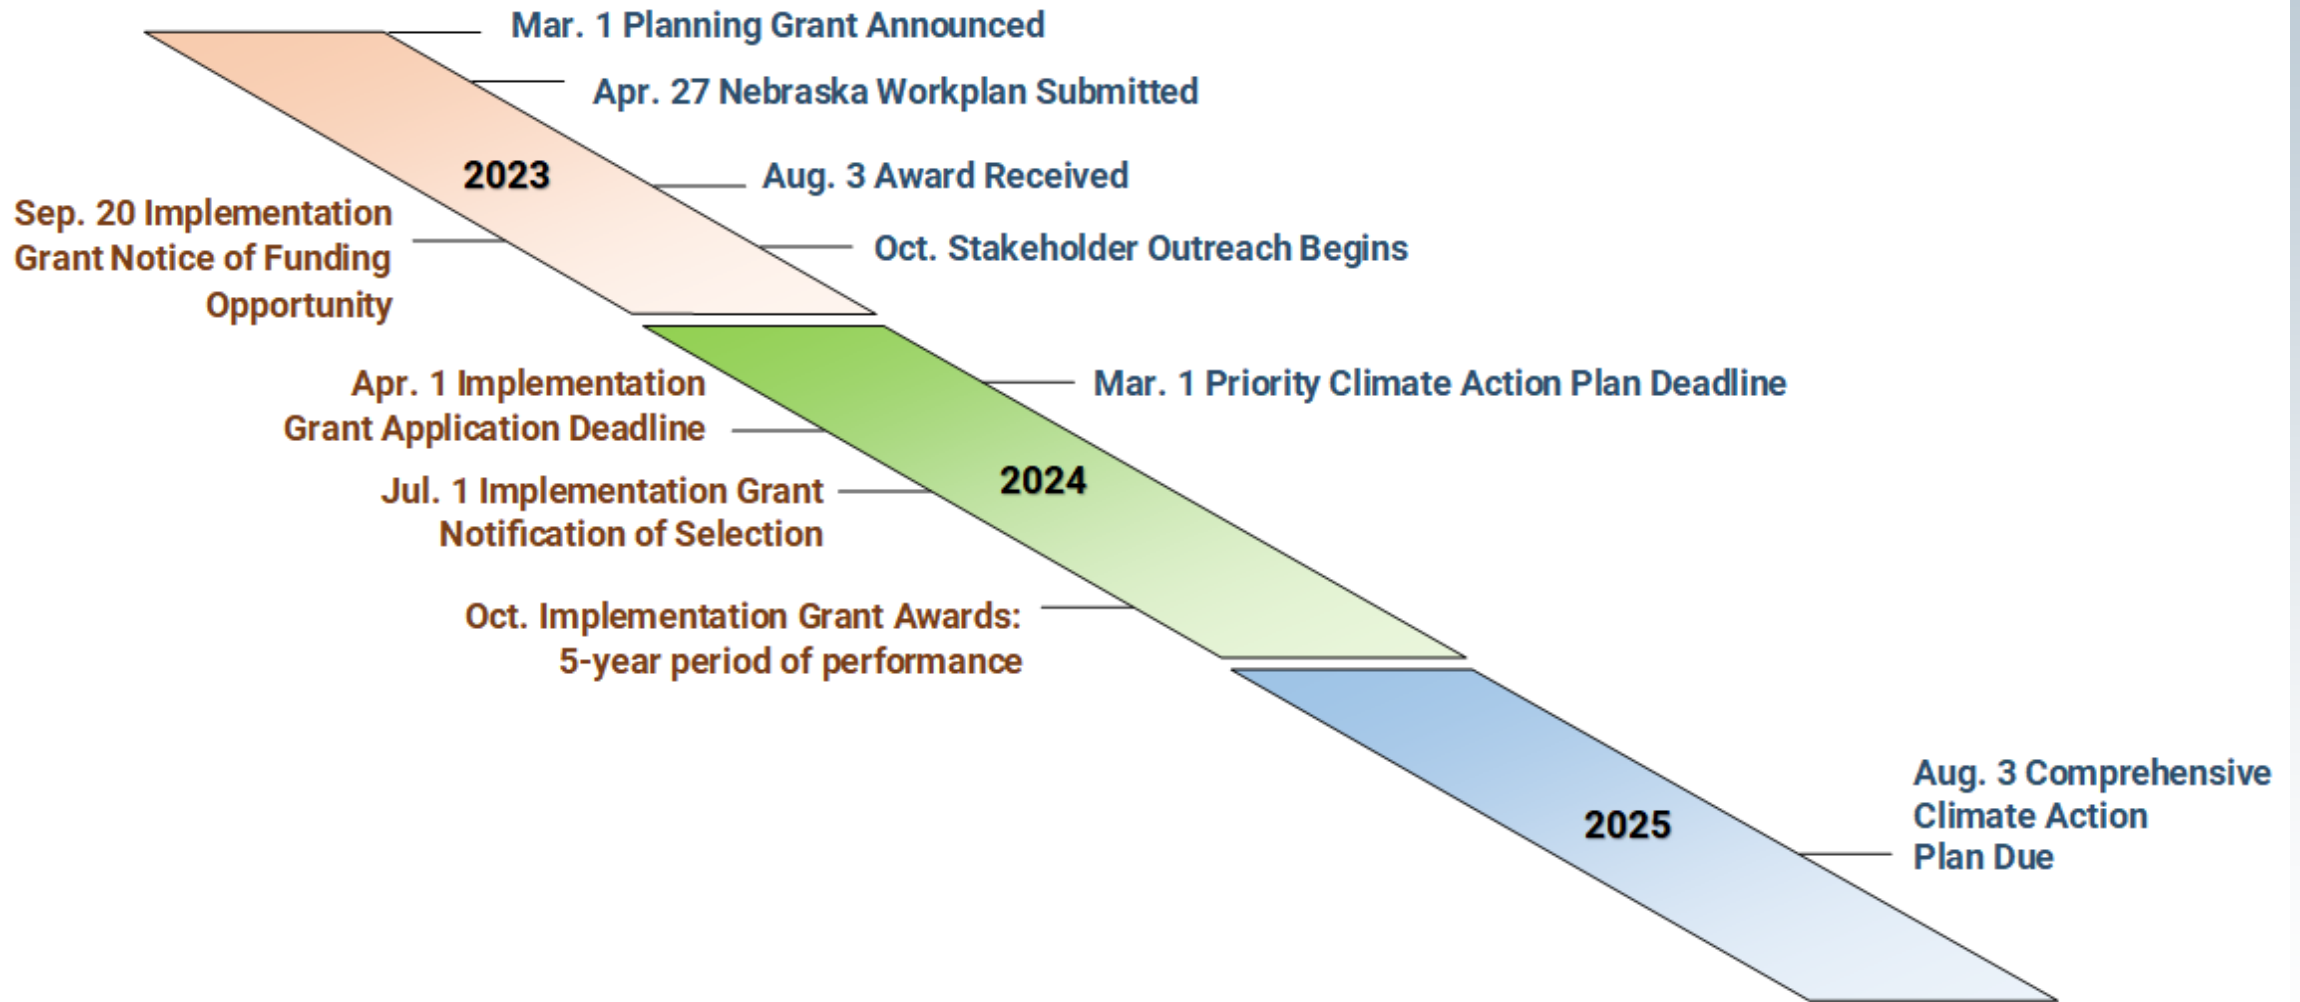 Mar. 1 Planning Grant Announced
Apr. 27 Nebraska Workplan Submitted
2023
Aug. 3 Award Received
Sep. 20 Implementation
Grant Notice of Funding
Opportunity
Oct. Stakeholder Outreach Begins
Apr. 1 Implementation
Grant Application Deadline
Mar. 1 Priority Climate Action Plan Deadline
2024
Jul. 1 Implementation Grant
Notification of Selection
Oct. Implementation Grant Awards:
5-year period of performance
2025
Aug. 3 Comprehensive
Climate Action
Plan Due